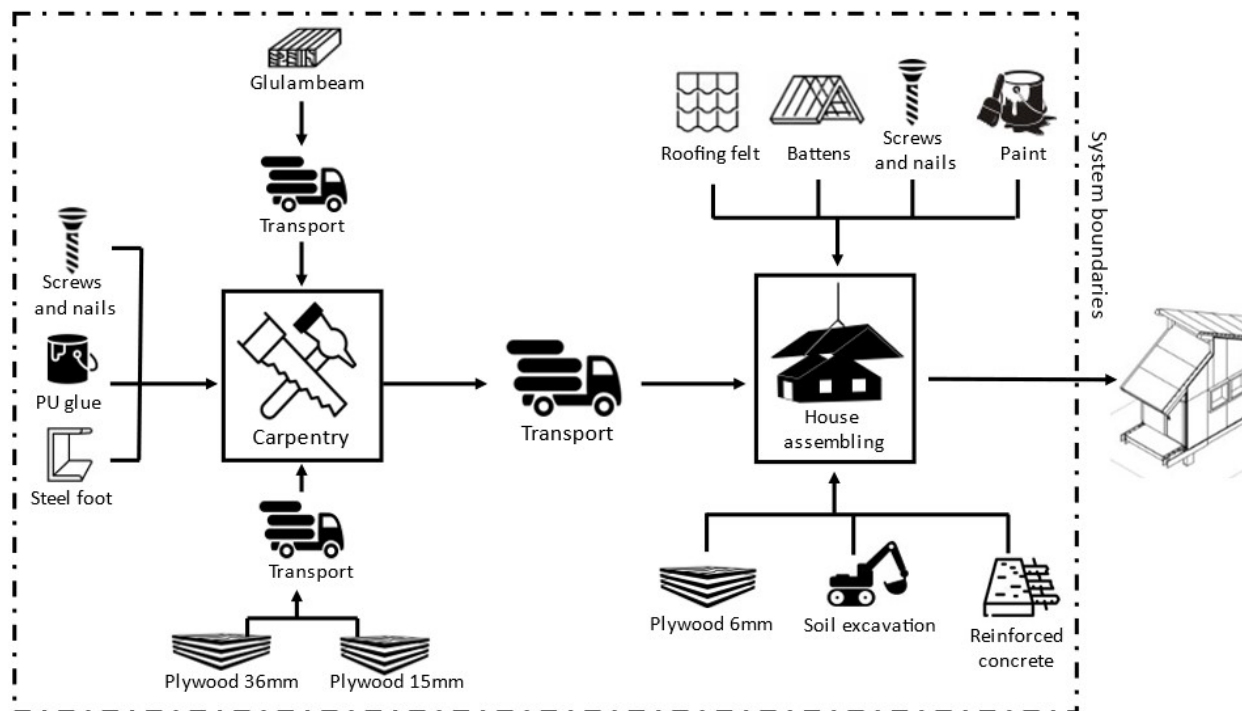 Glulambeam
Transport
Screws
and nails
PU glue
Steel foot
Carpentry
Transport
Plywood 36mm
Plywood 15mm
Transport
Roofing felt
Battens
Screws
and nails
Paint
House
assembling
Plywood 6mm
Soil excavation
Reinforced
concrete
System boundaries